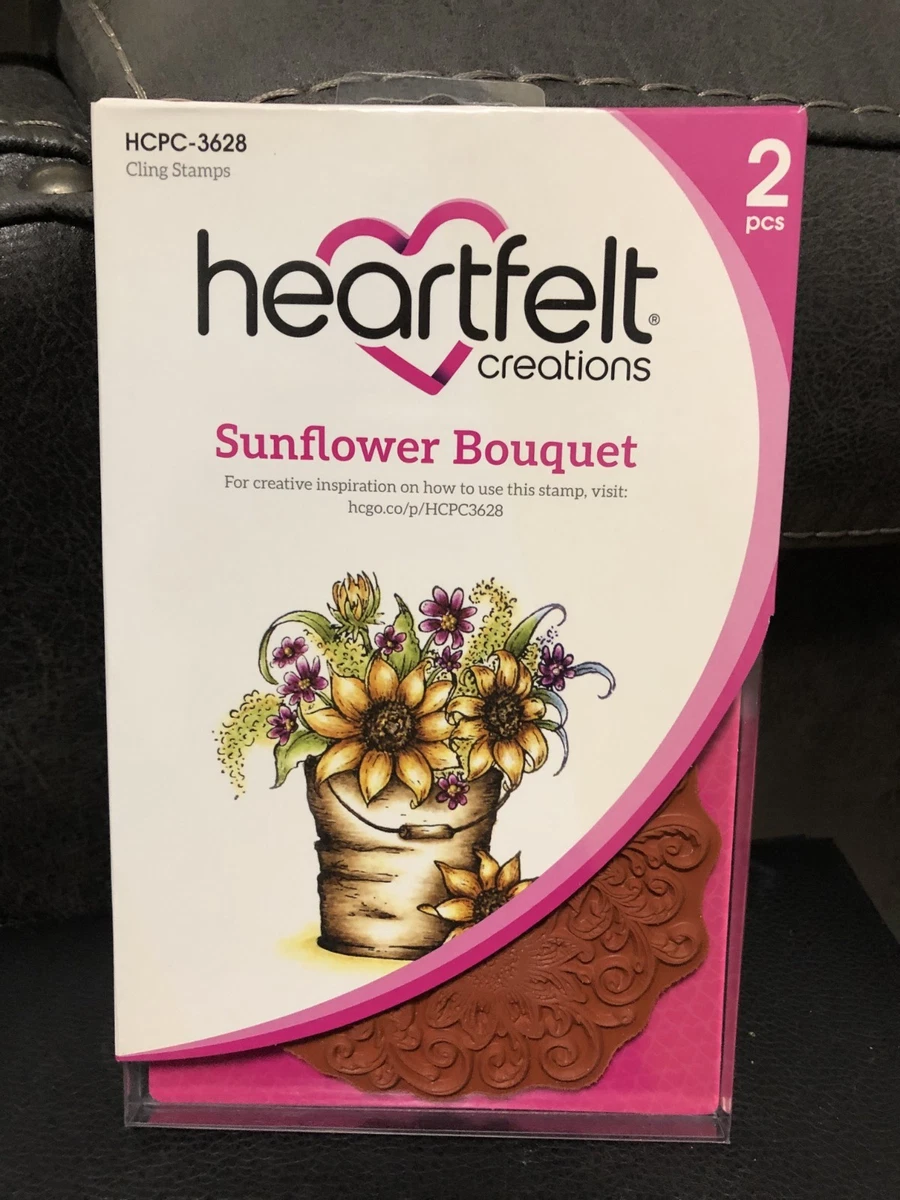 HCPC-3628
Cling Stamps
2
pcs
heartfelt®
creations
Sunflower Bouquet
For creative inspiration on how to use this stamp, visit:
hcgo.co/p/HCPC3628